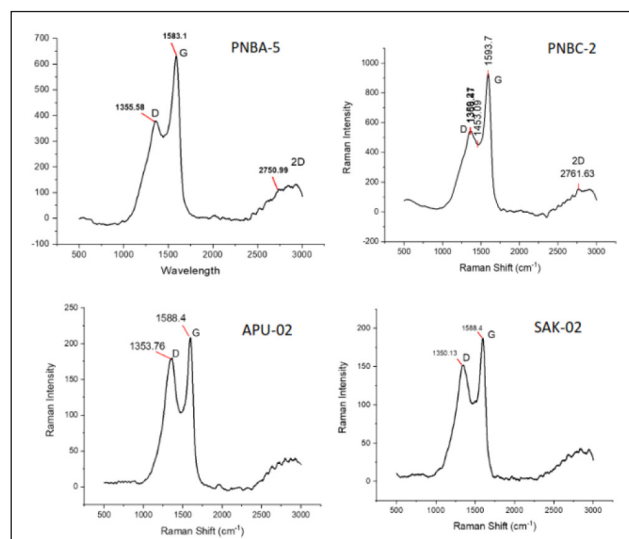 PNBA-5
1583.1
G
1355.58
D
2750.99
2D
700
600
500
400
300
200
100
0
-100
500 1000 1500 2000 2500 3000
Raman Intensity
Wavelength
PNBC-2
1593.7
G
1453.09
D
2D
2761.63
1000
800
600
400
200
0
200
500 1000 1500 2000 2500 3000
Raman Intensity
Raman Shift (cm⁻¹)
APU-02
1588.4
G
1353.76
D
200
150
100
50
0
500 1000 1500 2000 2500 3000
Raman Intensity
Raman Shift (cm⁻¹)
SAK-02
1588.4
G
1350.13
D
200
150
100
50
0
500 1000 1500 2000 2500 3000
Raman Intensity
Raman Shift (cm⁻¹)